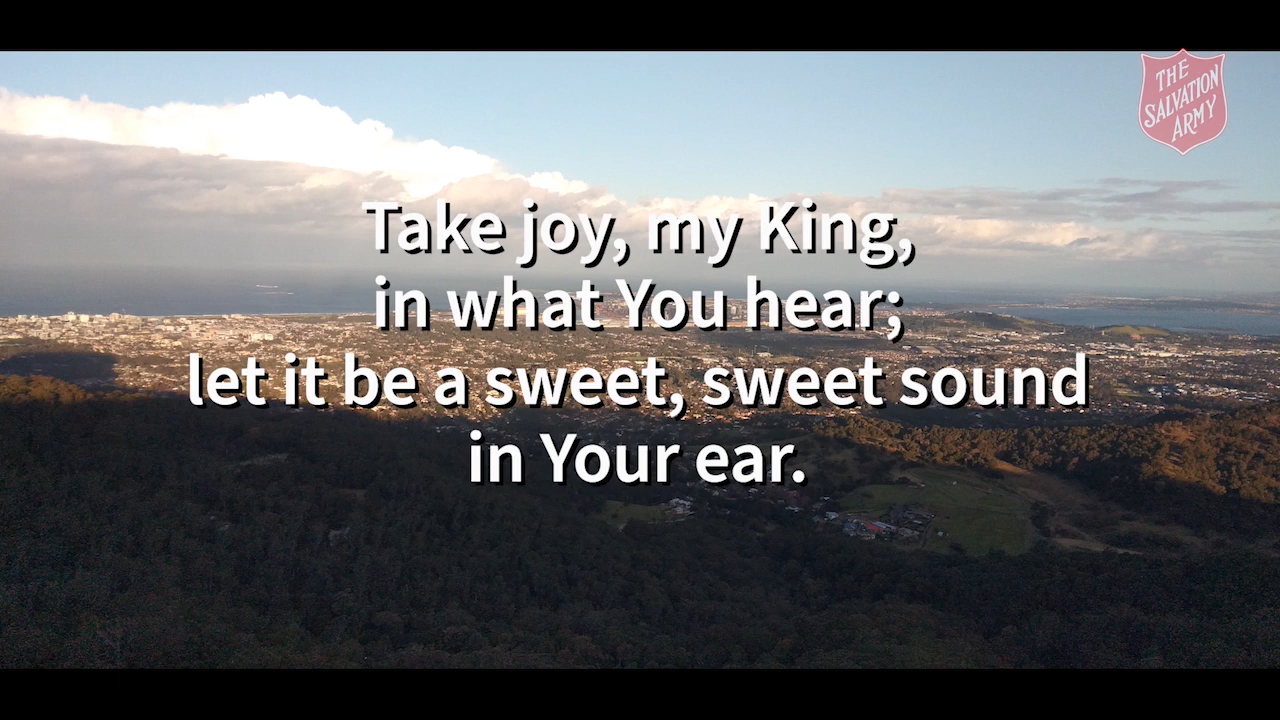 THE
SALVATION
ARMY
Take joy, my King,
in what You hear;
let it be a sweet, sweet sound
in Your ear.